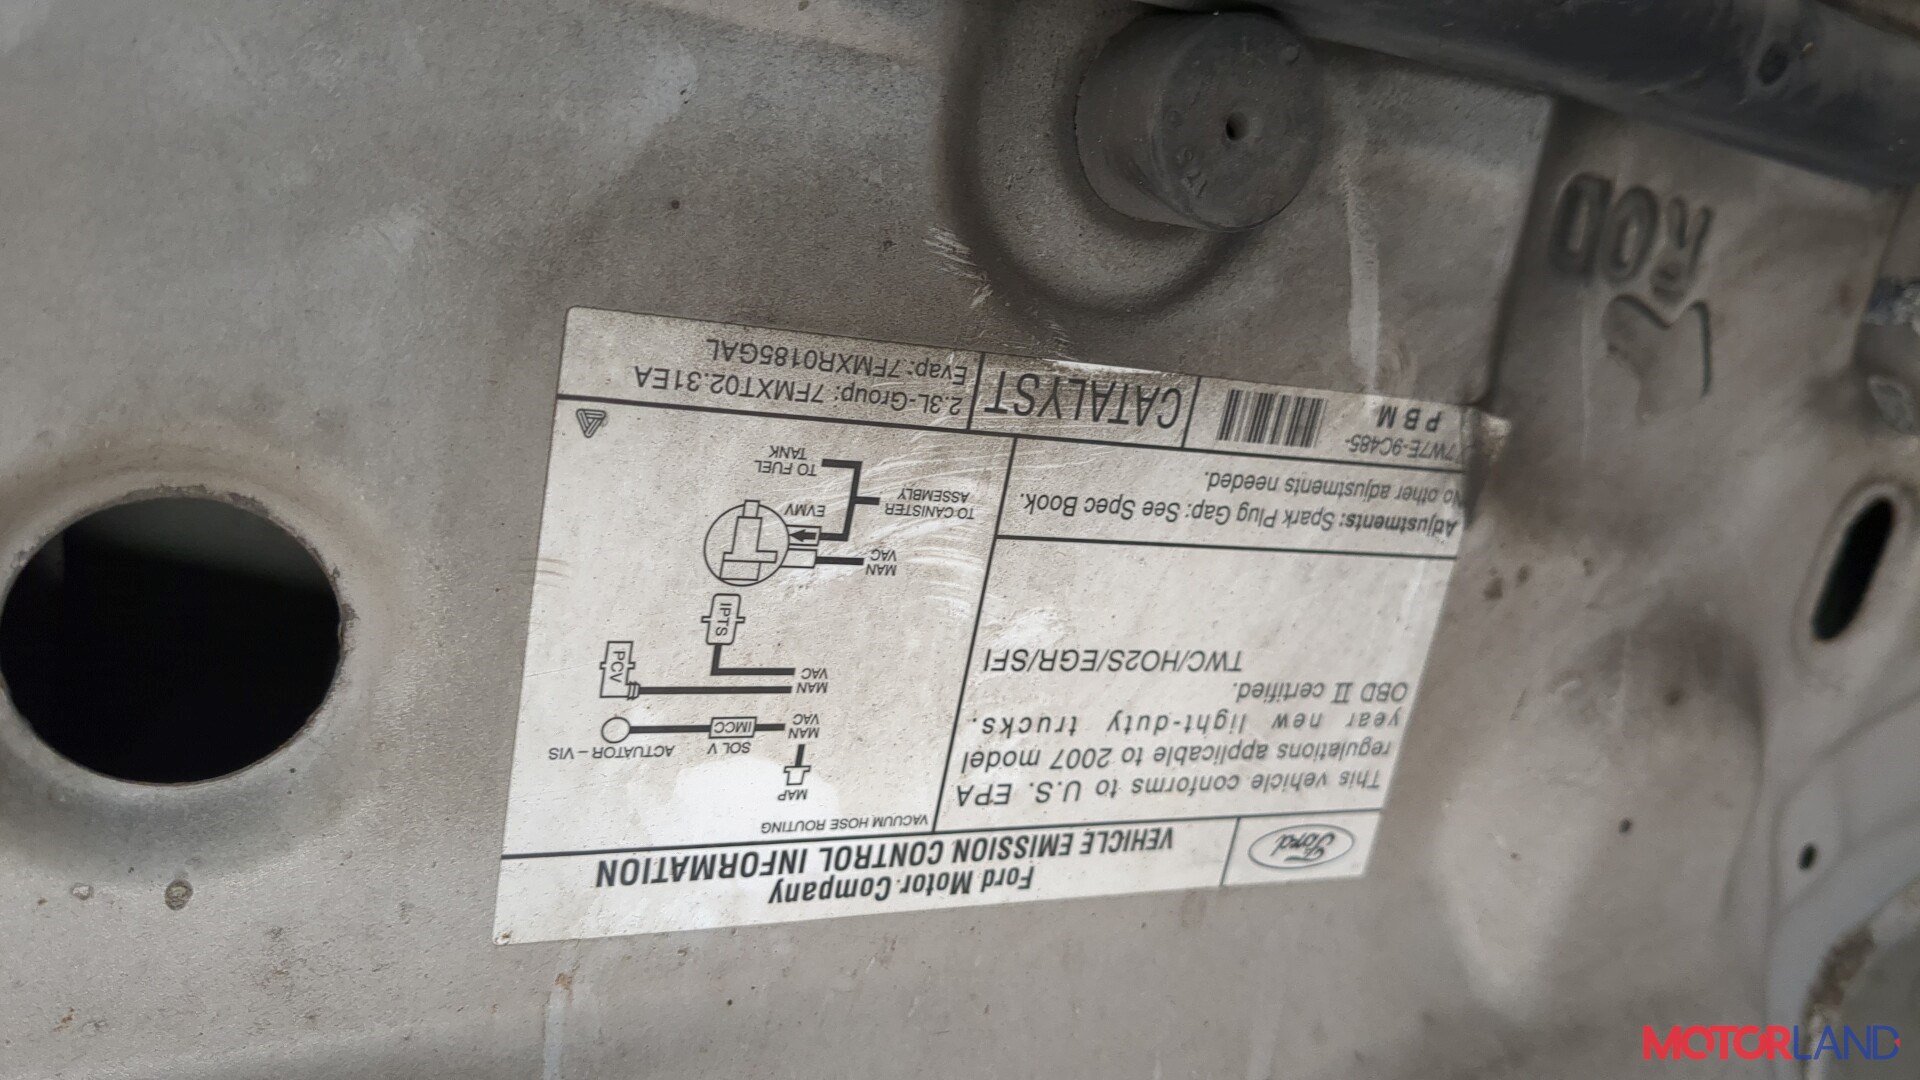 Ford
Ford Motor Company
VEHICLE EMISSION CONTROL INFORMATION
This vehicle conforms to U.S. EPA
regulations applicable to 2007 model
year new light-duty trucks.
OBD II certified.
TWC/HO2S/EGR/SFI
Adjustments: Spark Plug Gap: See Spec Book.
No other adjustments needed.
VACUUM HOSE ROUTING
MAP
MAN
VAC
SOL V
IMCC
ACTUATOR – VIS
MAN
VAC
PCV
IPTS
MAN
VAC
EVMV
TO CANISTER
ASSEMBLY
TO FUEL
TANK
7W7E-9C485-
PBM
CATALYST
2.3L-Group: 7FMXT02.31EA
Evap: 7FMXR0185GAL
ROD
MOTORLAND